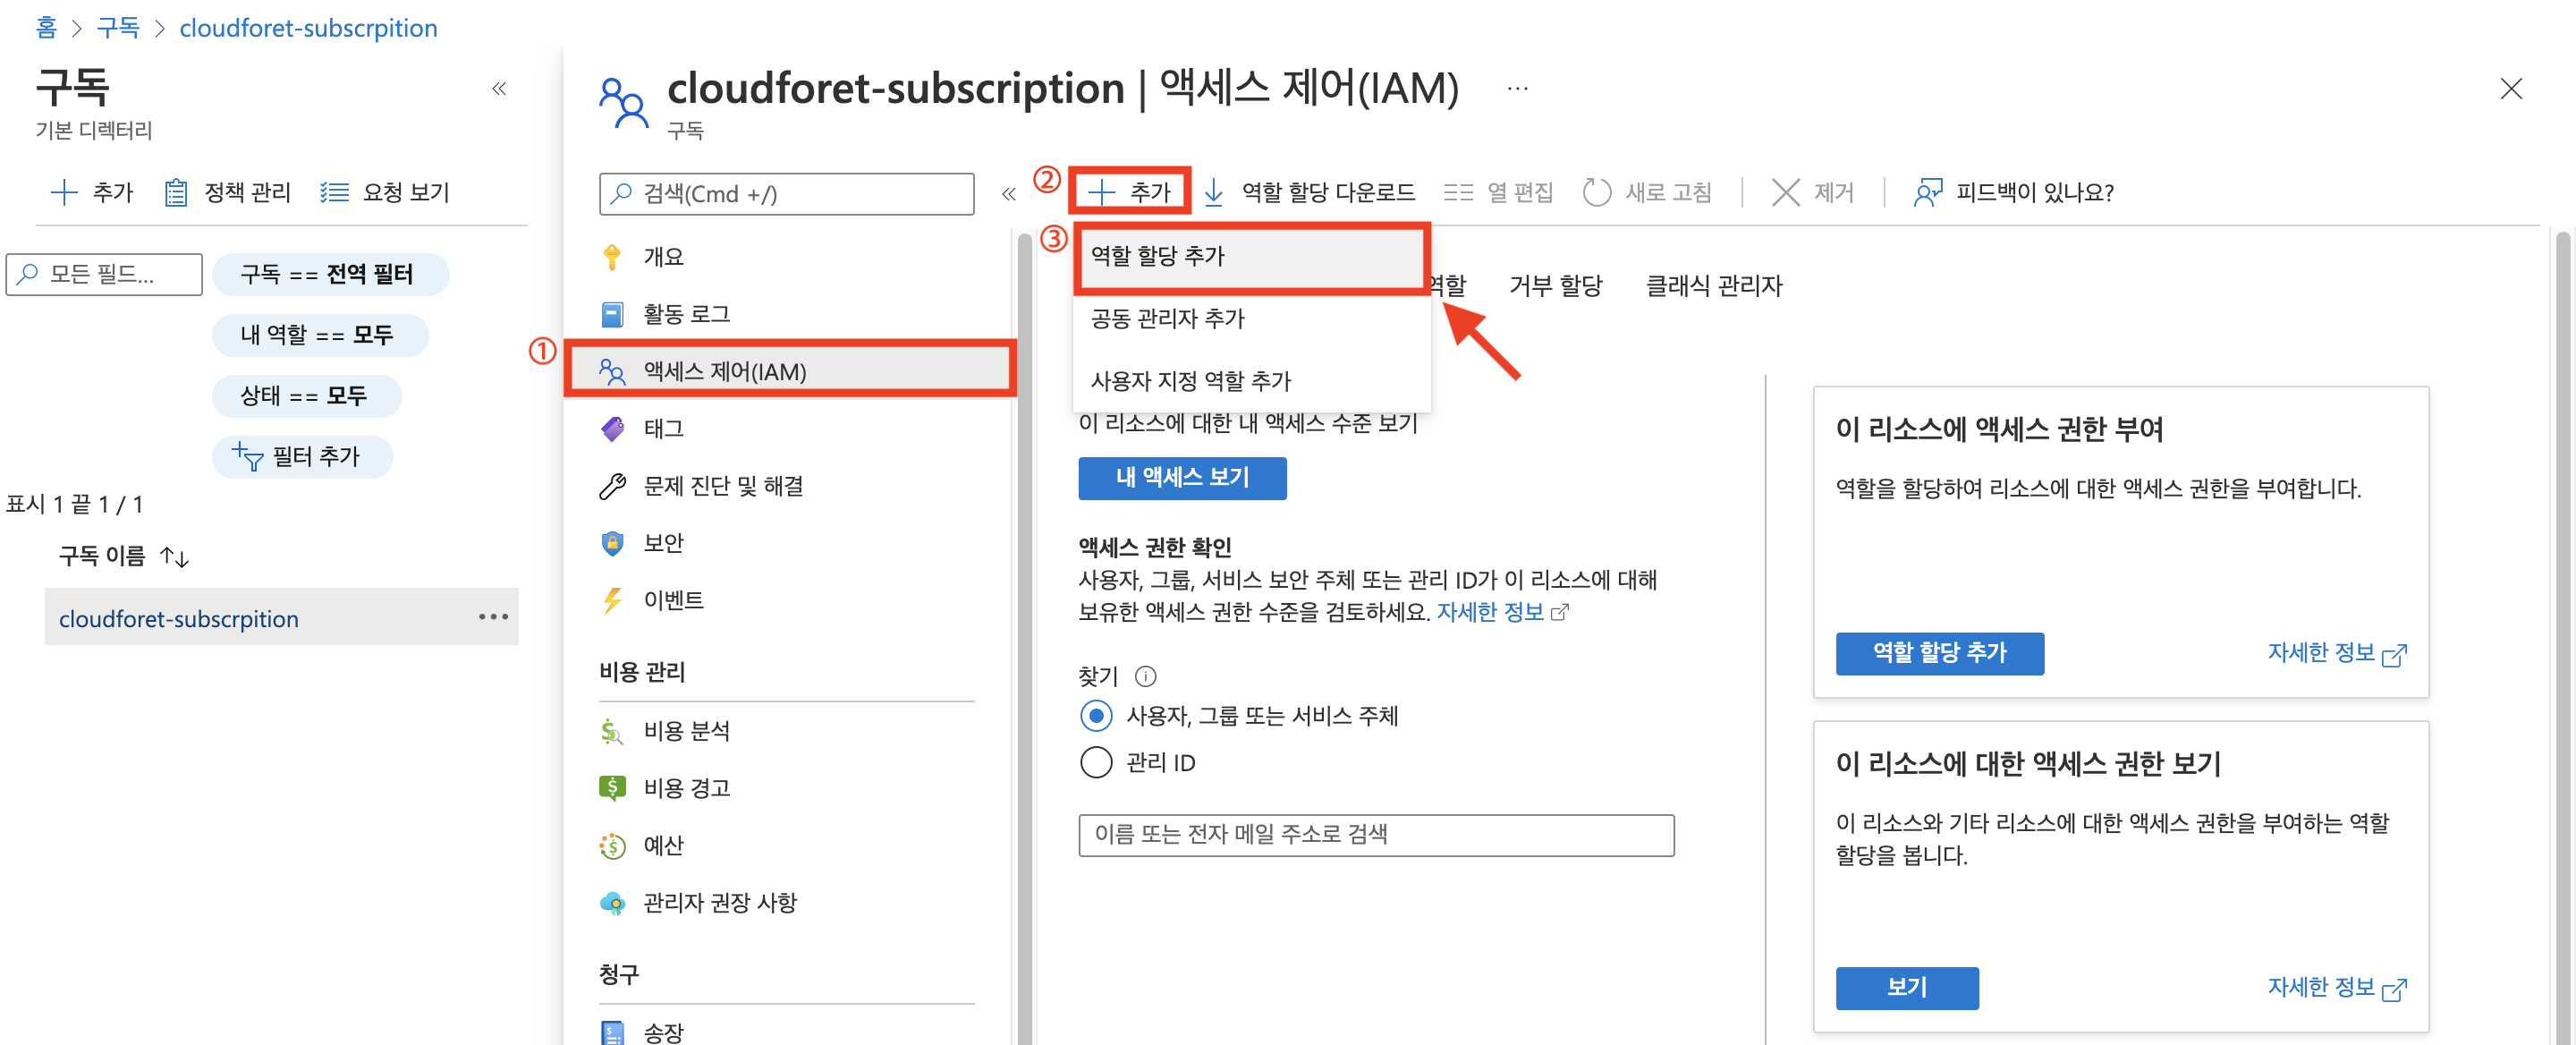 홈 > 구독 > cloudforet-subscrpition
구독
«
기본 디렉터리
추가 정책 관리 요청 보기
모든 필드...
구독 == 전역 필터
내 역할 == 모두
상태 == 모두
필터 추가
표시 1 끝 1 / 1
구독 이름 ↑↓
cloudforet-subscrpition ...
cloudforet-subscription | 액세스 제어(IAM) ...
구독
검색(Cmd +/)
«
개요
활동 로그
① 액세스 제어(IAM)
태그
문제 진단 및 해결
보안
이벤트
비용 관리
비용 분석
비용 경고
예산
관리자 권장 사항
청구
송장
② 추가 역할 할당 다운로드 열 편집 새로 고침 제거 피드백이 있나요?
③ 역할 할당 추가
공동 관리자 추가
사용자 지정 역할 추가
역할 거부 할당 클래식 관리자
이 리소스에 대한 내 액세스 수준 보기
내 액세스 보기
액세스 권한 확인
사용자, 그룹, 서비스 보안 주체 또는 관리 ID가 이 리소스에 대해
보유한 액세스 권한 수준을 검토하세요. 자세한 정보
찾기
사용자, 그룹 또는 서비스 주체
관리 ID
이름 또는 전자 메일 주소로 검색
이 리소스에 액세스 권한 부여
역할을 할당하여 리소스에 대한 액세스 권한을 부여합니다.
역할 할당 추가 자세한 정보
이 리소스에 대한 액세스 권한 보기
이 리소스와 기타 리소스에 대한 액세스 권한을 부여하는 역할
할당을 봅니다.
보기 자세한 정보